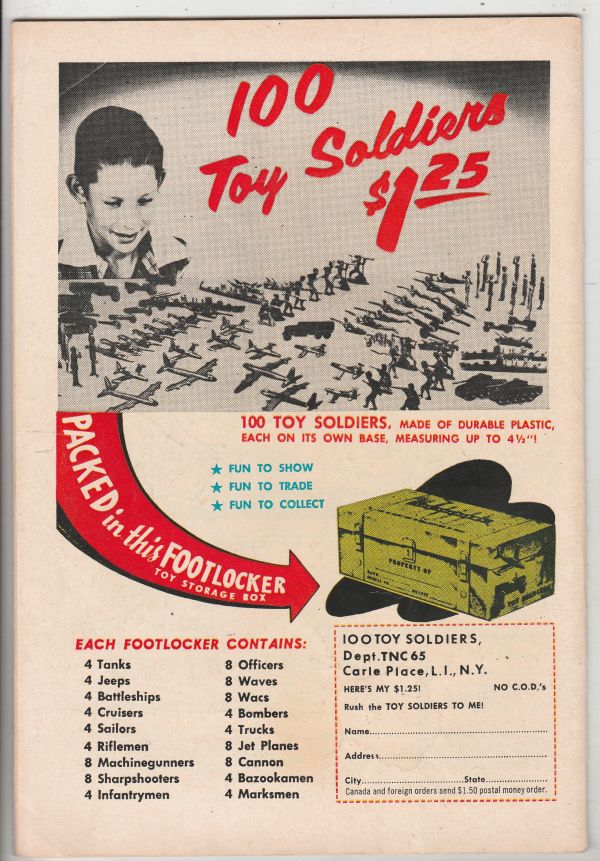 100
Toy Soldiers
$1.25
100 TOY SOLDIERS, MADE OF DURABLE PLASTIC,
EACH ON ITS OWN BASE, MEASURING UP TO 4½"!
★ FUN TO SHOW
★ FUN TO TRADE
★ FUN TO COLLECT
PACKED in this FOOTLOCKER
TOY STORAGE BOX
PROPERTY OF
EACH FOOTLOCKER CONTAINS:
4 Tanks
4 Jeeps
4 Battleships
4 Cruisers
4 Sailors
4 Riflemen
8 Machinegunners
8 Sharpshooters
4 Infantrymen
8 Officers
8 Waves
8 Wacs
4 Bombers
4 Trucks
8 Jet Planes
8 Cannon
4 Bazookamen
4 Marksmen
100 TOY SOLDIERS,
Dept. TNC 65
Carle Place, L.I., N.Y.
HERE'S MY $1.25! NO C.O.D.'s
Rush the TOY SOLDIERS TO ME!
Name
Address
City State
Canada and foreign orders send $1.50 postal money order.